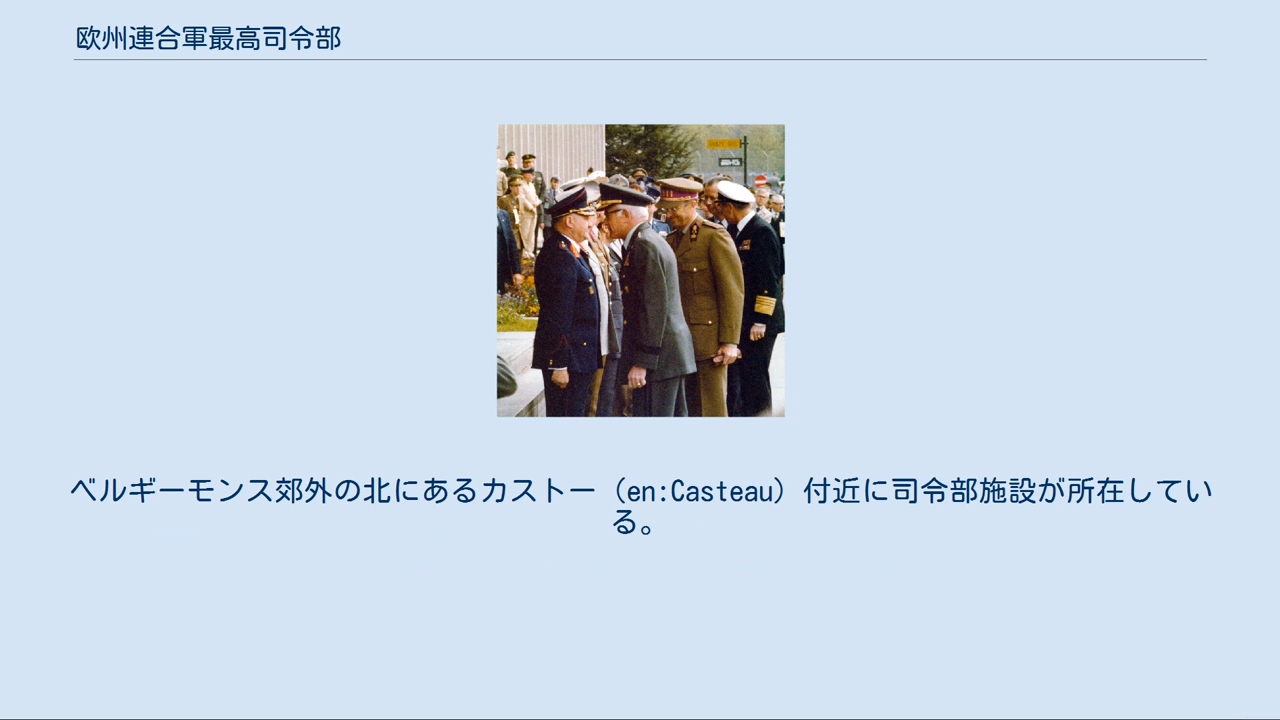 欧州連合軍最高司令部
ベルギーモンス郊外の北にあるカストー（en:Casteau）付近に司令部施設が所在してい
る。